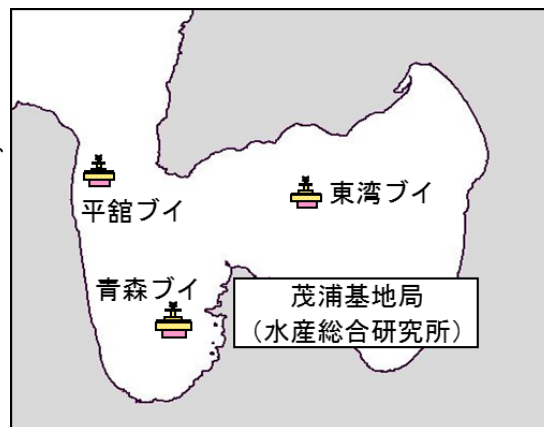 平舘ブイ
東湾ブイ
青森ブイ
茂浦基地局
（水産総合研究所）